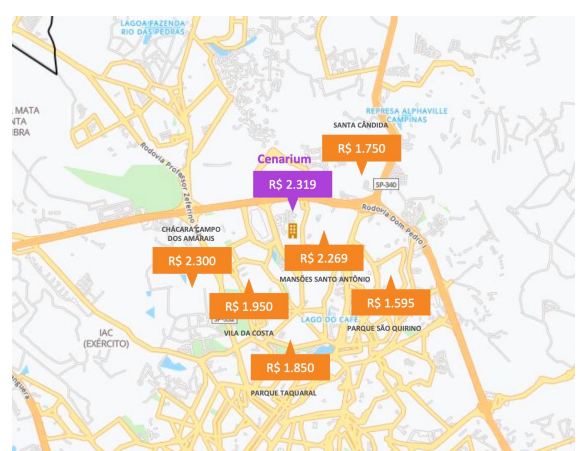 LAGOA FAZENDA
RIO DAS PEDRAS
MATA
NTA
BRA
REPRESA ALPHAVILLE
CAMPINAS
SANTA CÂNDIDA
R$ 1.750
Cenarium
R$ 2.319
SP-340
Rodovia Professor Zeferino
Rodovia Dom Pedro I
CHÁCARA CAMPO
DOS AMARAIS
R$ 2.300
R$ 2.269
MANSÕES SANTO ANTÔNIO
R$ 1.950
R$ 1.595
LAGO DO CAFÉ
PARQUE SÃO QUIRINO
VILA DA COSTA
IAC
(EXÉRCITO)
R$ 1.850
PARQUE TAQUARAL